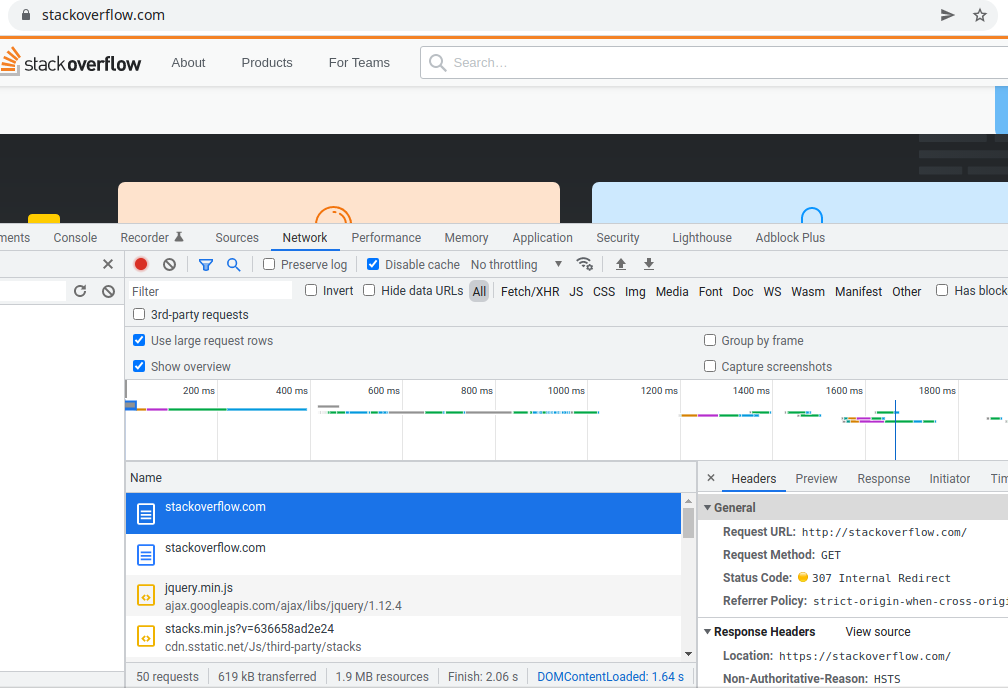 stackoverflow.com
stackoverflow About Products For Teams Search…
ments Console Recorder Sources Network Performance Memory Application Security Lighthouse Adblock Plus
Preserve log Disable cache No throttling
Filter Invert Hide data URLs All Fetch/XHR JS CSS Img Media Font Doc WS Wasm Manifest Other Has block
3rd-party requests
Use large request rows Group by frame
Show overview Capture screenshots
200 ms 400 ms 600 ms 800 ms 1000 ms 1200 ms 1400 ms 1600 ms 1800 ms
Name Headers Preview Response Initiator Tim
stackoverflow.com General
Request URL: http://stackoverflow.com/
stackoverflow.com Request Method: GET
Status Code: 307 Internal Redirect
jquery.min.js
ajax.googleapis.com/ajax/libs/jquery/1.12.4 Referrer Policy: strict-origin-when-cross-origi
stacks.min.js?v=636658ad2e24 Response Headers View source
cdn.sstatic.net/Js/third-party/stacks Location: https://stackoverflow.com/
50 requests 619 kB transferred 1.9 MB resources Finish: 2.06 s DOMContentLoaded: 1.64 s Non-Authoritative-Reason: HSTS